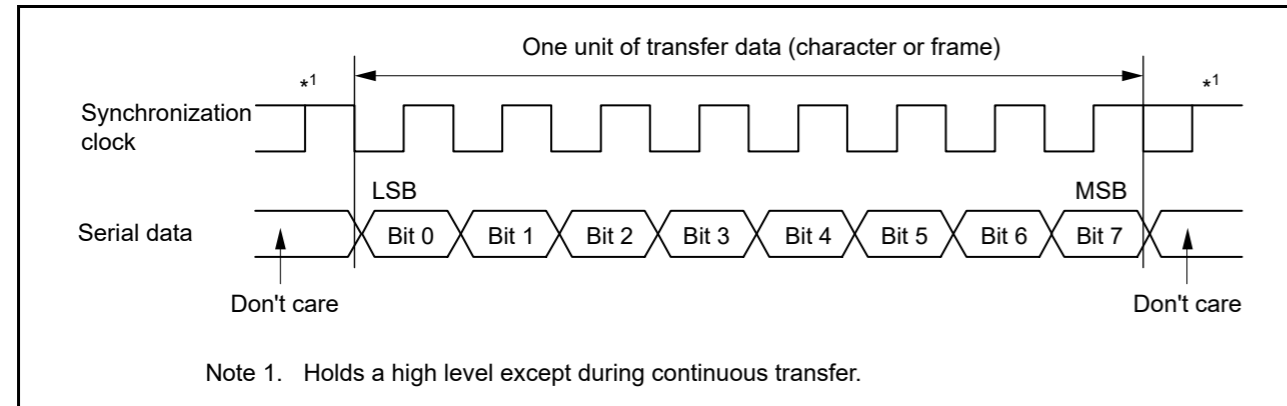 One unit of transfer data (character or frame)
*1
*1
Synchronization
clock
LSB
MSB
Serial data
Bit 0
Bit 1
Bit 2
Bit 3
Bit 4
Bit 5
Bit 6
Bit 7
Don't care
Don't care
Note 1. Holds a high level except during continuous transfer.